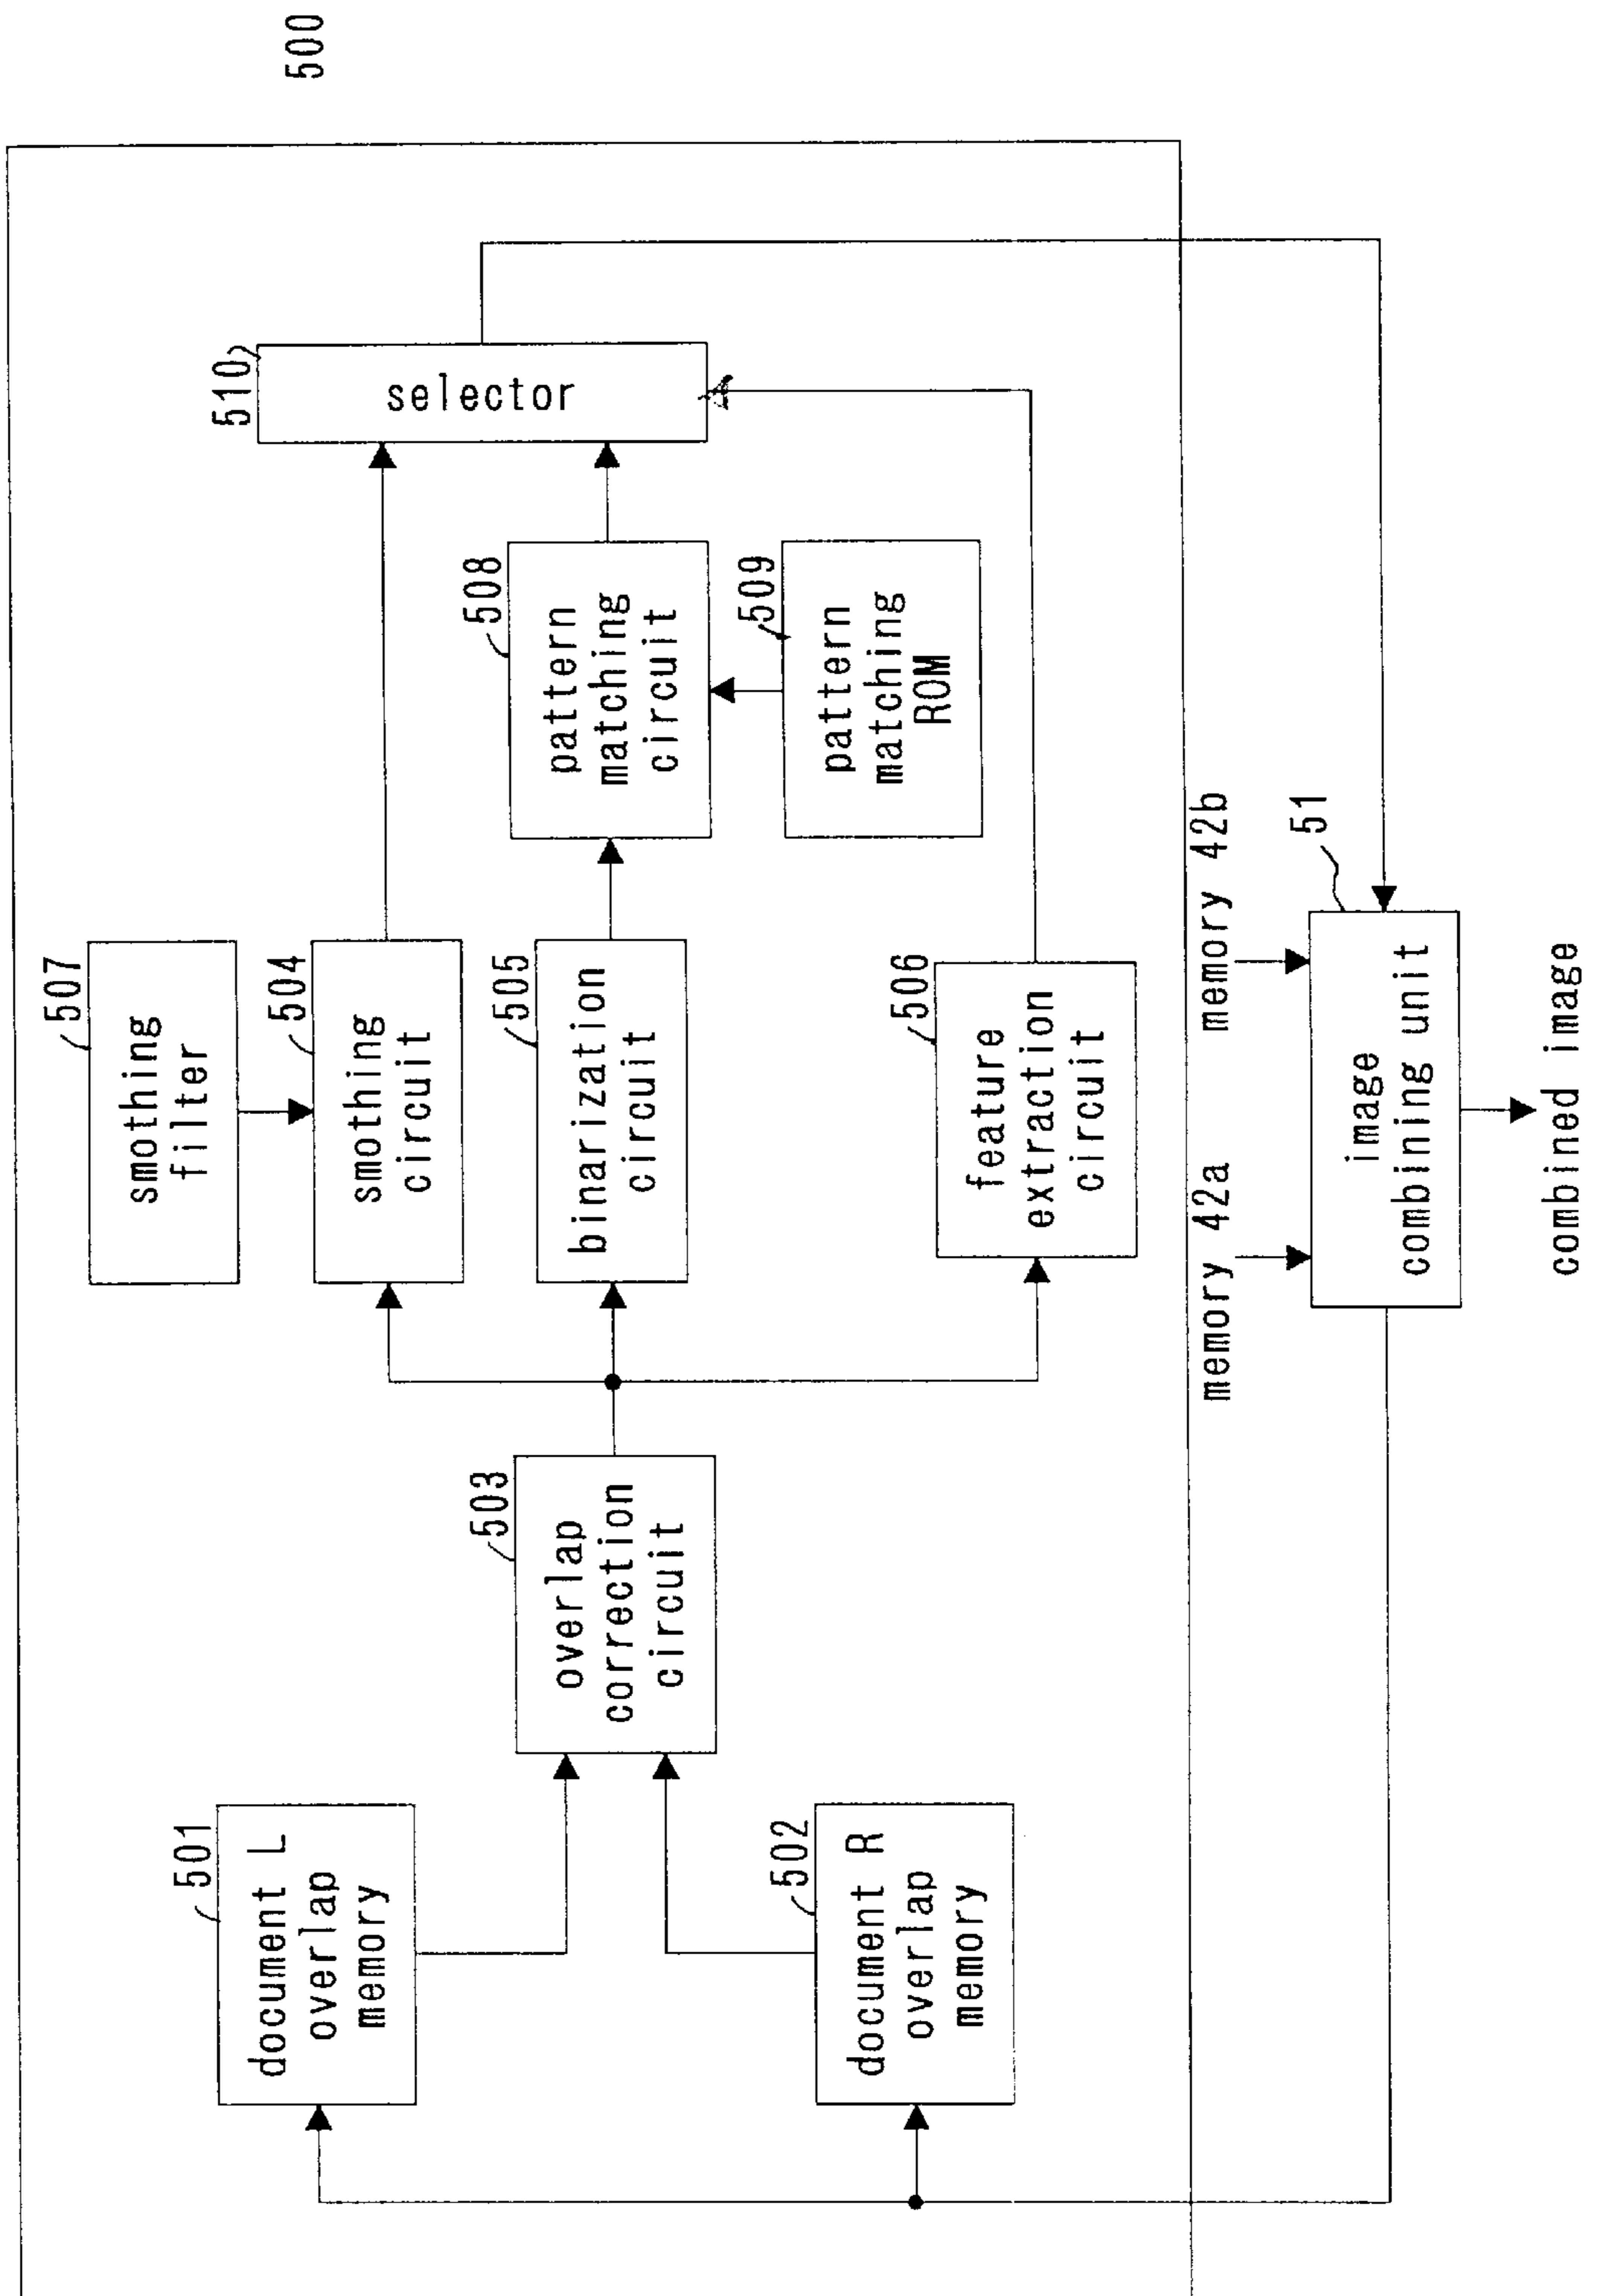 500
507
smothing
filter
501
document L
overlap
memory
504
smothing
circuit
510
selector
503
overlap
correction
circuit
505
binarization
circuit
508
pattern
matching
circuit
502
document R
overlap
memory
506
feature
extraction
circuit
509
pattern
matching
ROM
memory 42a
memory 42b
51
image
combining unit
combined image